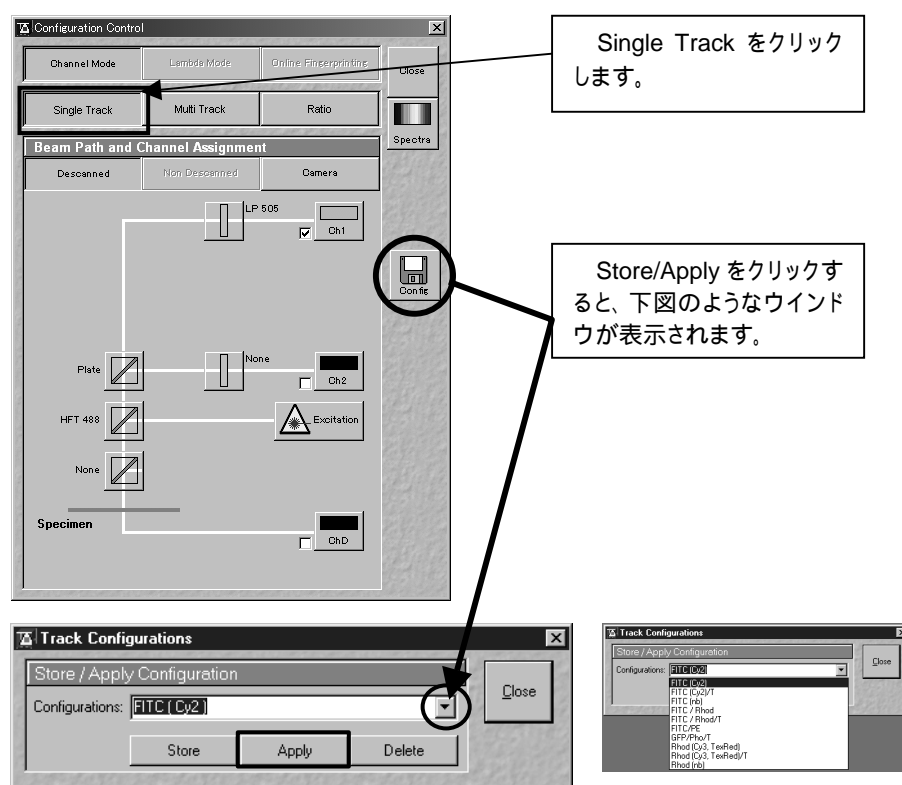 Configuration Control
Channel Mode
Lambda Mode
Online Fingerprinting
Close
Single Track
Multi Track
Ratio
Spectra
Beam Path and Channel Assignment
Descanned
Non Descanned
Camera
LP 505
Ch1
Config
Plate
None
Ch2
HFT 488
Excitation
None
Specimen
ChD
Single Track をクリック
します。
Store/Apply をクリックす
ると、下図のようなウインド
ウが表示されます。
Track Configurations
Store / Apply Configuration
Configurations:
FITC ( Cy2 )
Close
Store
Apply
Delete
Track Configurations
Store / Apply Configuration
Configurations:
FITC (Cy2)
Close
FITC (Cy2)
FITC (Cy2)/T
FITC (nb)
FITC / Rhod
FITC / Rhod/T
FITC/PE
GFP/Pho/T
Rhod (Cy3, TexRed)
Rhod (Cy3, TexRed)/T
Rhod (nb)